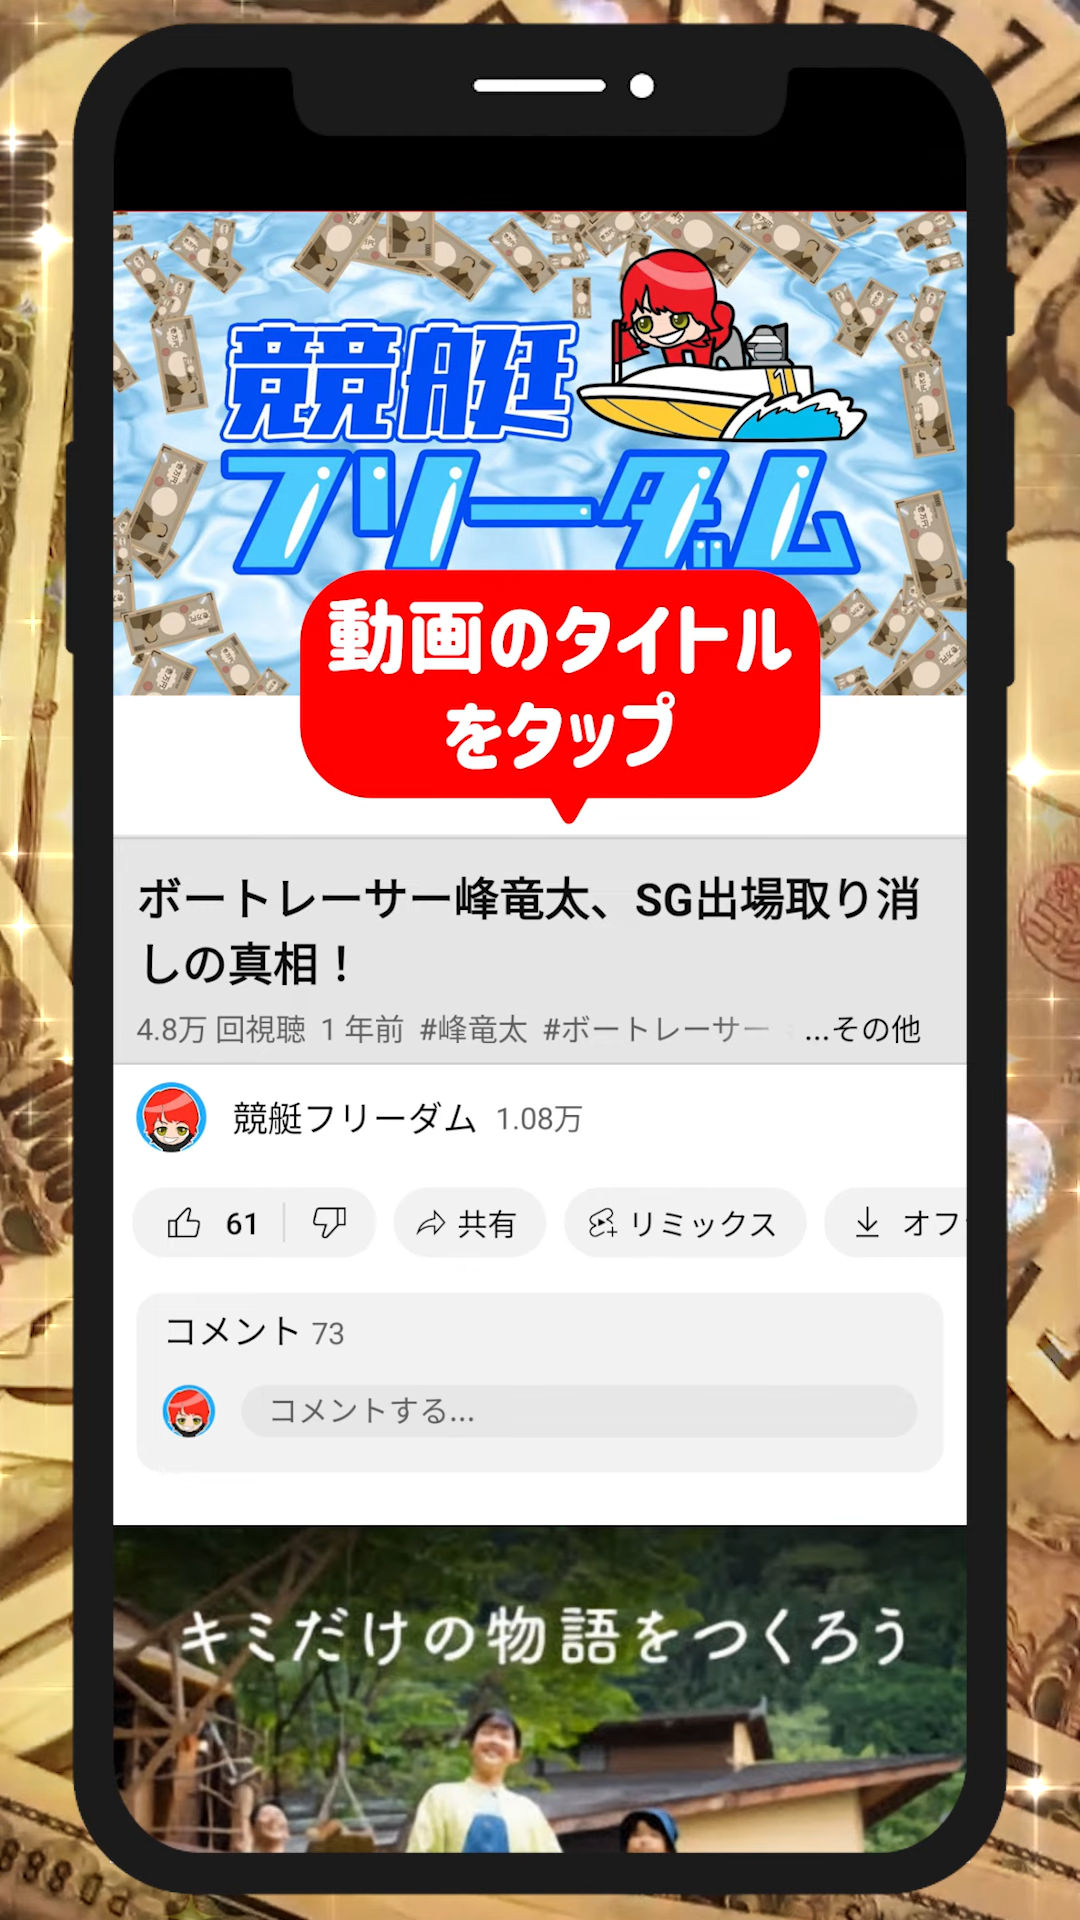 競艇
フリーダム
動画のタイトル
をタップ
ボートレーサー峰竜太、SG出場取り消
しの真相！
4.8万 回視聴 1 年前 #峰竜太 #ボートレーサー ...その他
競艇フリーダム 1.08万
61 共有 リミックス オフ
コメント 73
コメントする...
キミだけの物語をつくろう